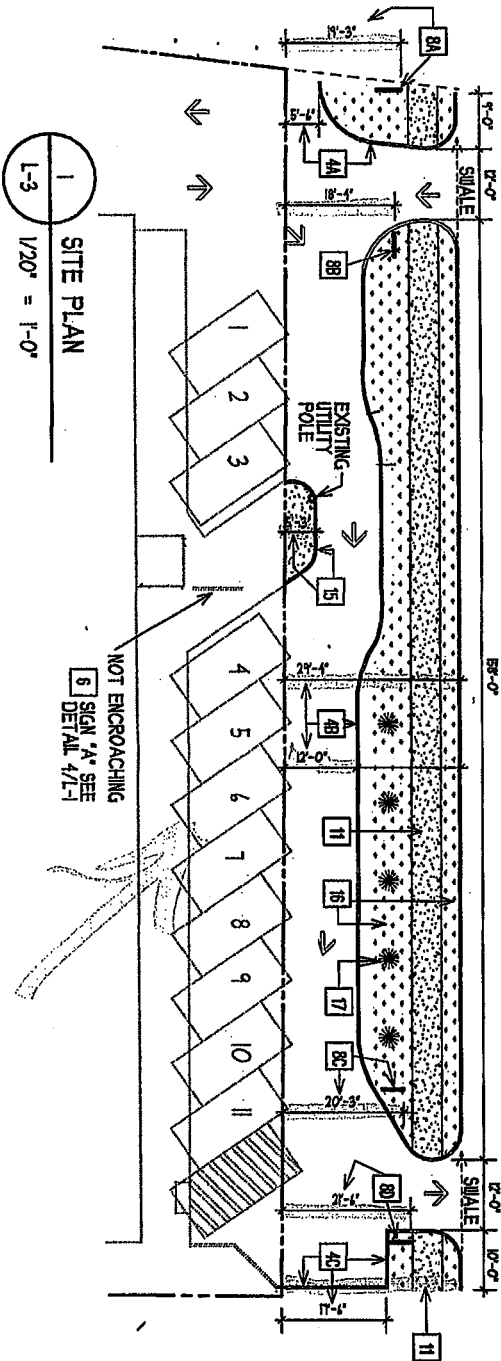 8A
19'-3"
9'-0"
5'-6"
4A
12'-0"
SWALE
18'-4"
8B
EXISTING
UTILITY
POLE
15
158'-0"
29'-4"
4B
12'-0"
11
16
17
8C
20'-3"
12'-0"
SWALE
21'-6"
8D
10'-0"
4C
17'-6"
11
1
2
3
4
5
6
7
8
9
10
11
NOT ENCROACHING
6 SIGN "A" SEE
DETAIL 4/L-1
1
L-3
SITE PLAN
1/20" = 1'-0"